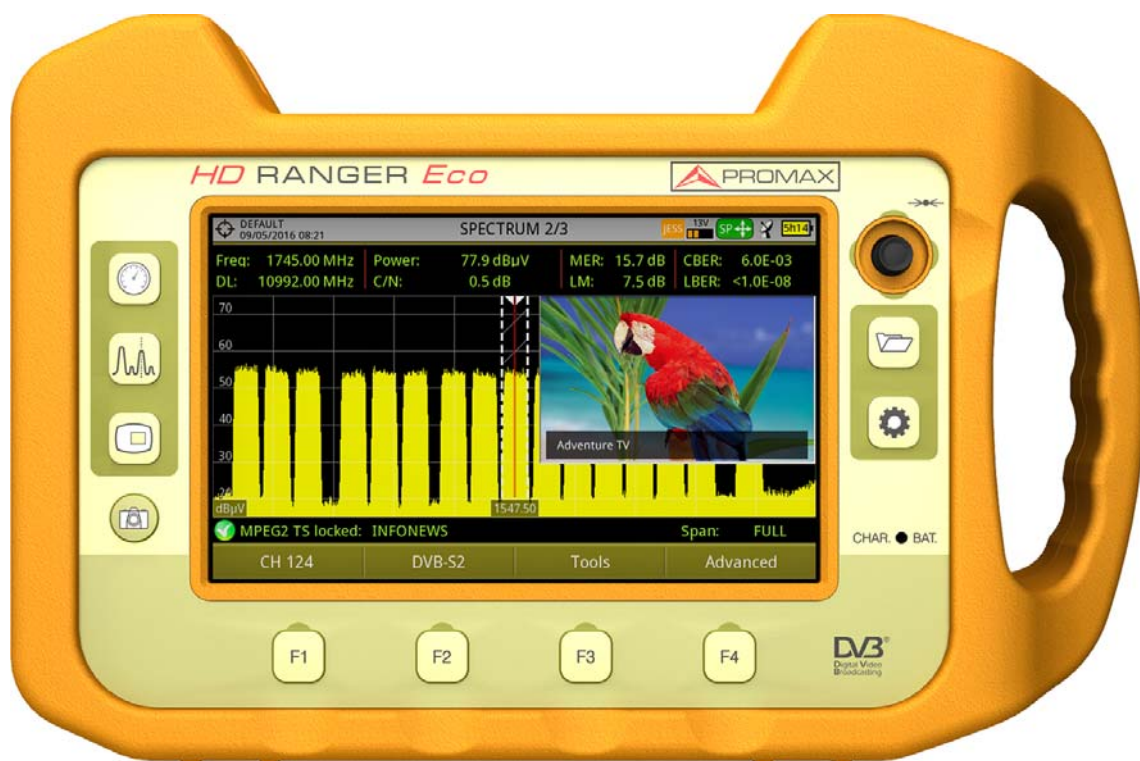 HD RANGER Eco
PROMAX
DEFAULT
09/05/2016 08:21
SPECTRUM 2/3
JESS
13V
SP
5h14
Freq: 1745.00 MHz Power: 77.9 dBµV MER: 15.7 dB CBER: 6.0E-03
DL: 10992.00 MHz C/N: 0.5 dB LM: 7.5 dB LBER: <1.0E-08
70
60
50
40
30
20
dBµV
1547.50
Adventure TV
MPEG2 TS locked: INFONEWS Span: FULL
CH 124 DVB-S2 Tools Advanced
CHAR. BAT.
F1 F2 F3 F4
DVB®
Digital Video
Broadcasting